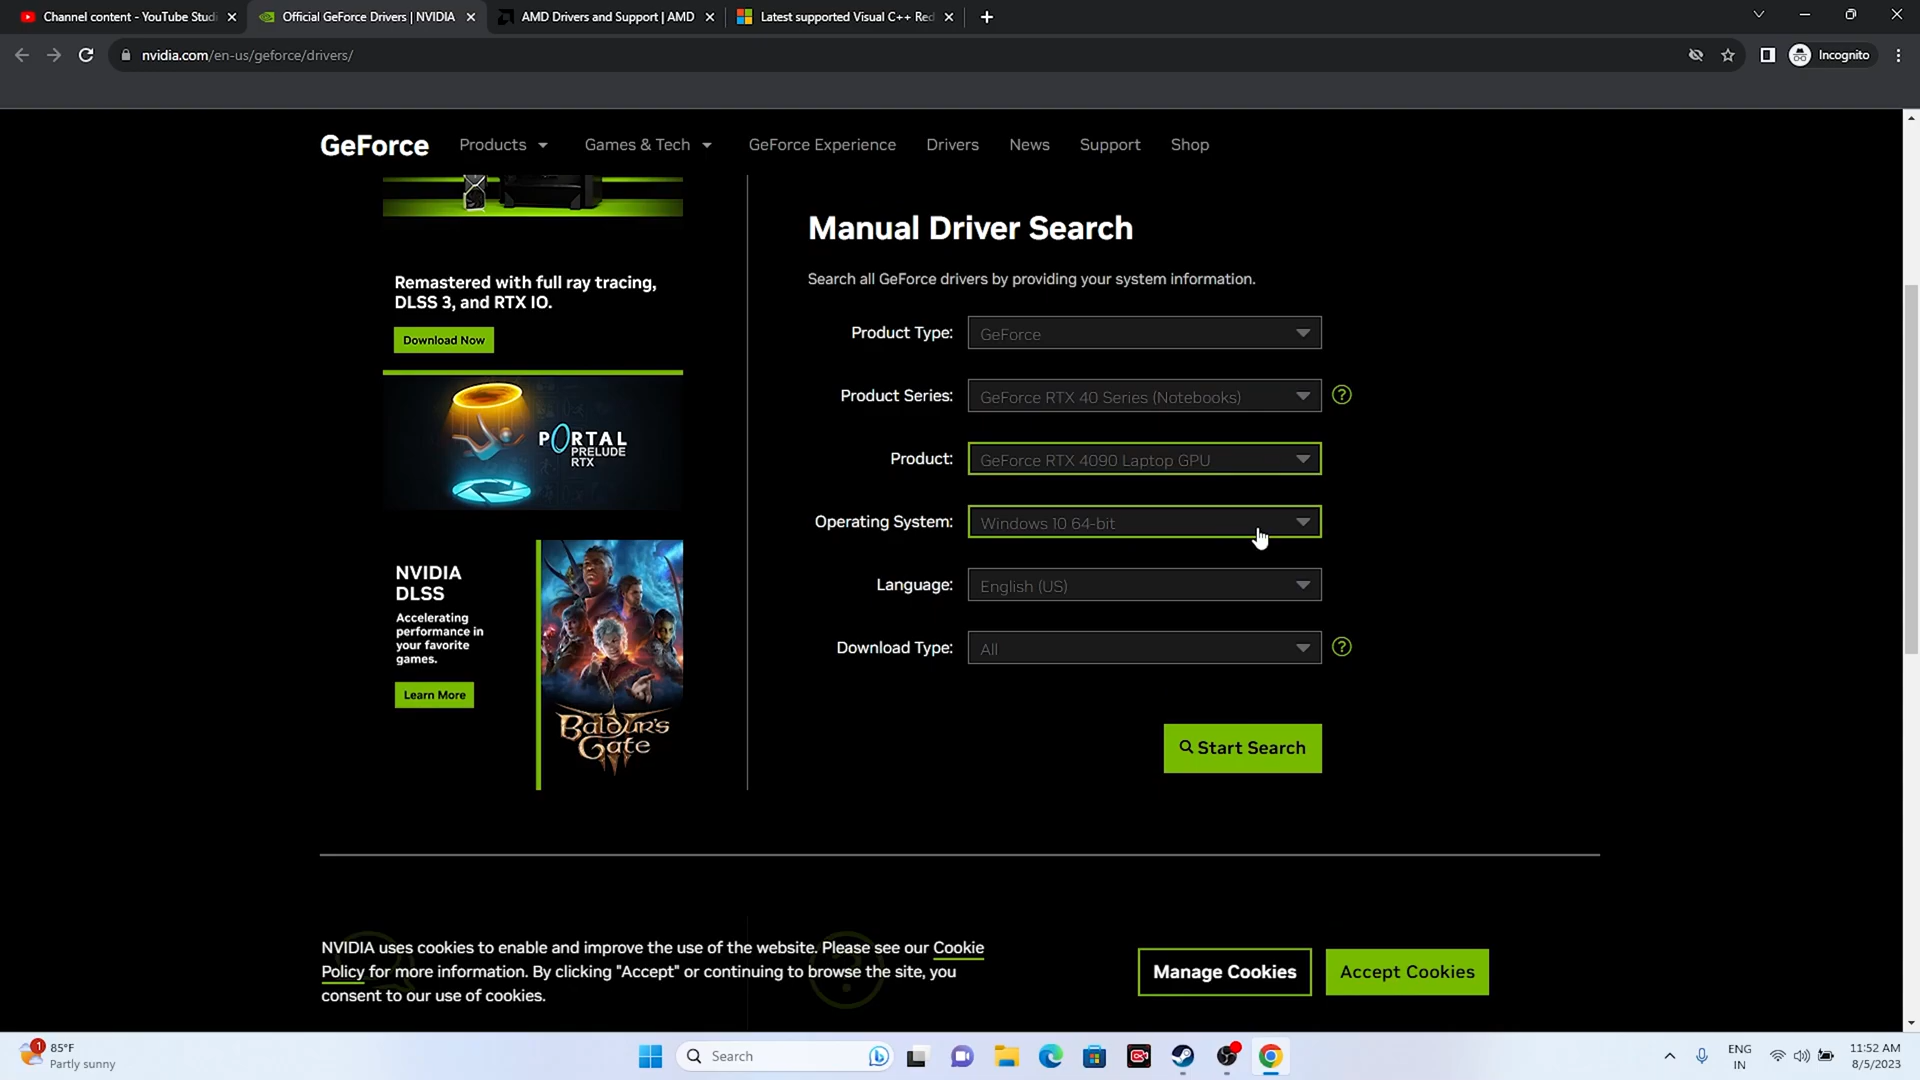 Channel content - YouTube Studi
Official GeForce Drivers | NVIDIA
AMD Drivers and Support | AMD
Latest supported Visual C++ Red
nvidia.com/en-us/geforce/drivers/
Incognito
GeForce
Products
Games & Tech
GeForce Experience
Drivers
News
Support
Shop
Remastered with full ray tracing,
DLSS 3, and RTX IO.
Download Now
PORTAL
PRELUDE
RTX
NVIDIA
DLSS
Accelerating
performance in
your favorite
games.
Learn More
Baldur's
Gate
Manual Driver Search
Search all GeForce drivers by providing your system information.
Product Type: GeForce
Product Series: GeForce RTX 40 Series (Notebooks) ?
Product: GeForce RTX 4090 Laptop GPU
Operating System: Windows 10 64-bit
Language: English (US)
Download Type: All ?
Start Search
NVIDIA uses cookies to enable and improve the use of the website. Please see our Cookie
Policy for more information. By clicking "Accept" or continuing to browse the site, you
consent to our use of cookies.
Manage Cookies
Accept Cookies
1
85°F
Partly sunny
Search
ENG
IN
11:52 AM
8/5/2023